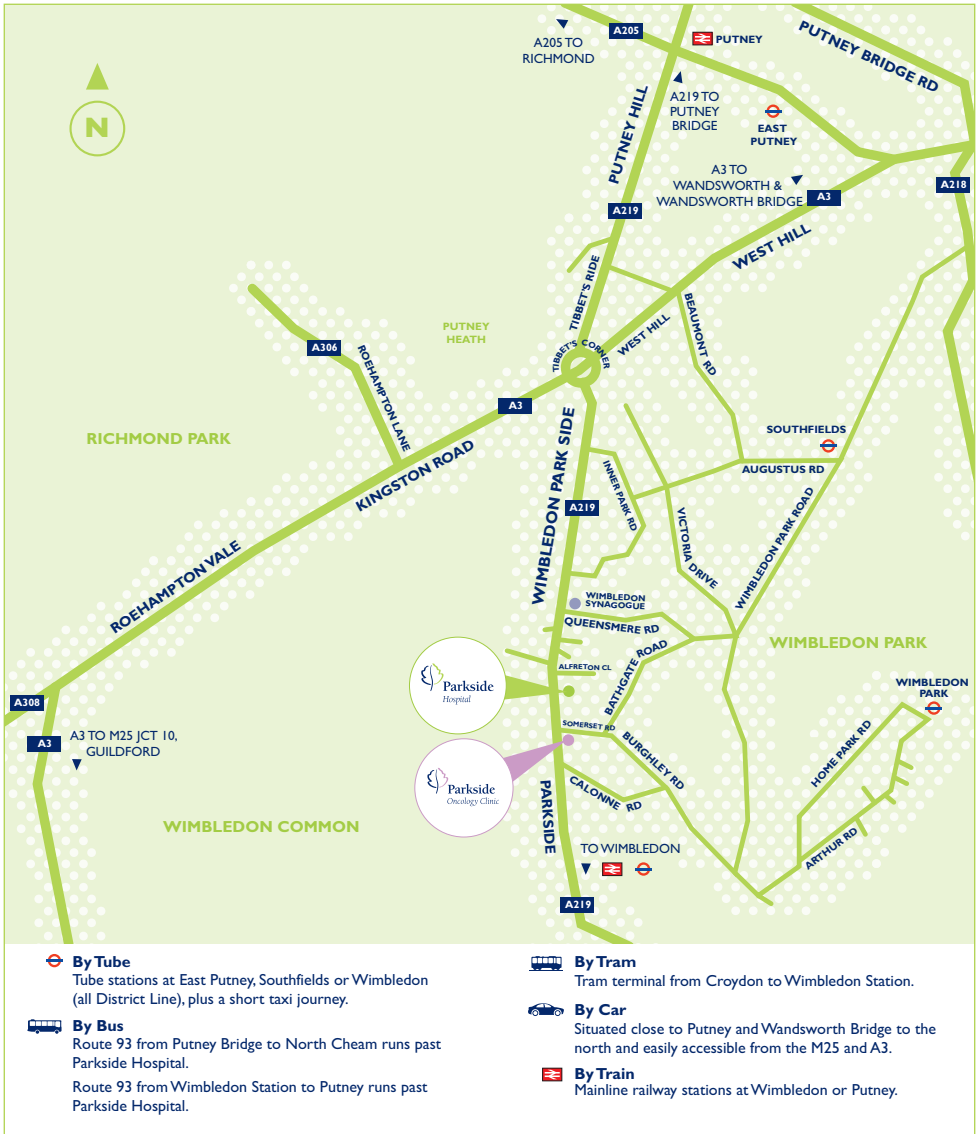 A205
PUTNEY
A205 TO
RICHMOND
PUTNEY BRIDGE RD
A219 TO
PUTNEY
BRIDGE
EAST
PUTNEY
N
PUTNEY HILL
A3 TO
WANDSWORTH &
WANDSWORTH BRIDGE
A3
A218
A219
WEST HILL
TIBBET'S RIDE
BEAUMONT RD
PUTNEY
HEATH
WEST HILL
TIBBET'S CORNER
A306
ROEHAMPTON LANE
A3
RICHMOND PARK
KINGSTON ROAD
WIMBLEDON PARK SIDE
SOUTHFIELDS
AUGUSTUS RD
INNER PARK RD
A219
VICTORIA DRIVE
WIMBLEDON PARK ROAD
ROEHAMPTON VALE
WIMBLEDON
SYNAGOGUE
QUEENSMERE RD
WIMBLEDON PARK
BATHGATE ROAD
ALFRETON CL
Parkside
Hospital
WIMBLEDON
PARK
A308
A3
A3 TO M25 JCT 10,
GUILDFORD
SOMERSET RD
BURGHLEY RD
HOME PARK RD
Parkside
Oncology Clinic
CALONNE RD
PARKSIDE
WIMBLEDON COMMON
TO WIMBLEDON
ARTHUR RD
A219
By Tube
Tube stations at East Putney, Southfields or Wimbledon
(all District Line), plus a short taxi journey.
By Bus
Route 93 from Putney Bridge to North Cheam runs past
Parkside Hospital.
Route 93 from Wimbledon Station to Putney runs past
Parkside Hospital.
By Tram
Tram terminal from Croydon to Wimbledon Station.
By Car
Situated close to Putney and Wandsworth Bridge to the
north and easily accessible from the M25 and A3.
By Train
Mainline railway stations at Wimbledon or Putney.